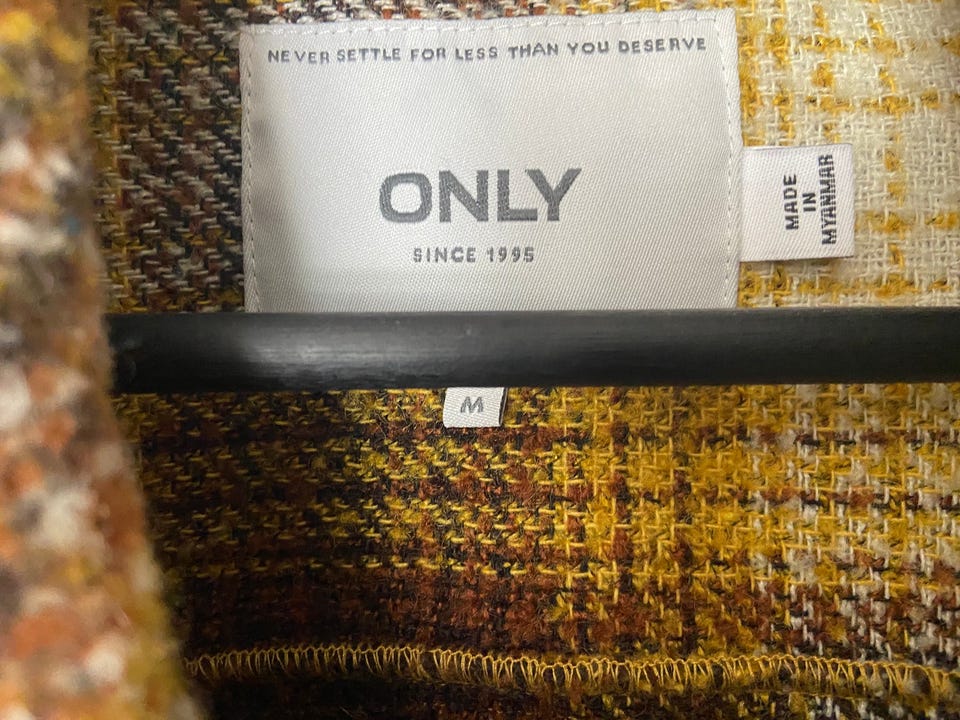 NEVER SETTLE FOR LESS THAN YOU DESERVE
ONLY
SINCE 1995
MADE
IN
MYANMAR
M